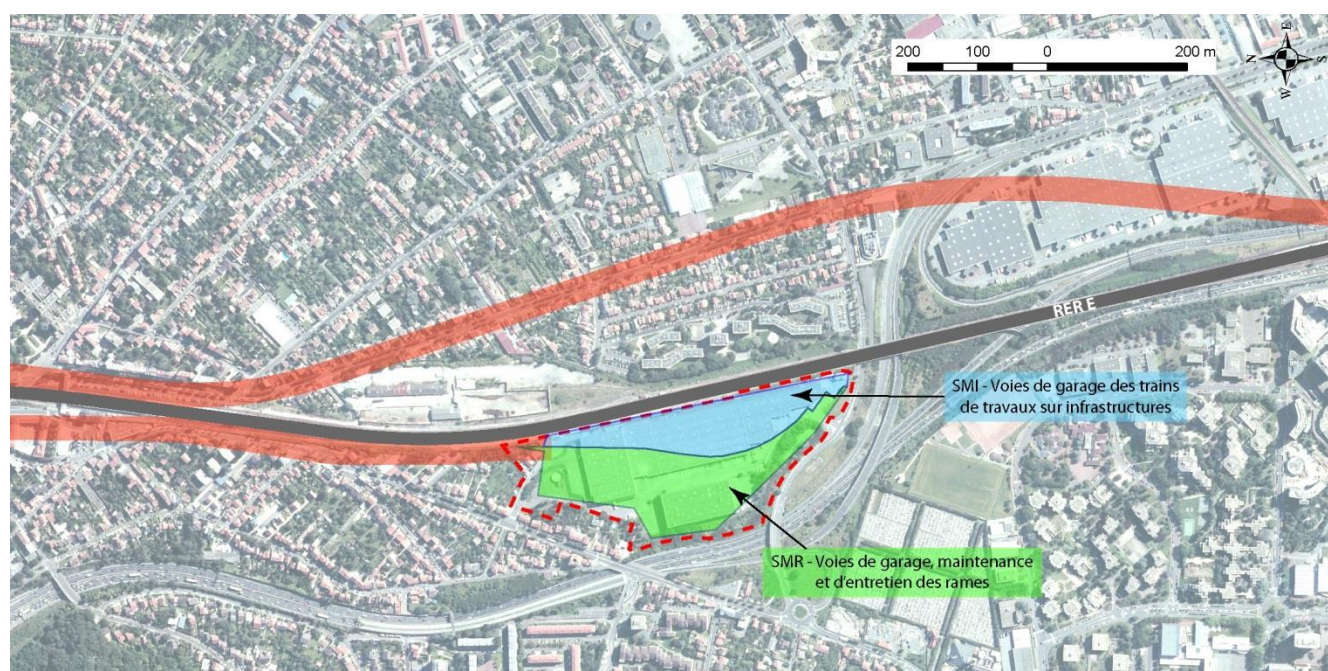 200 100 0 200 m
E
N S
W
RER E
SMI - Voies de garage des trains
de travaux sur infrastructures
SMR - Voies de garage, maintenance
et d'entretien des rames